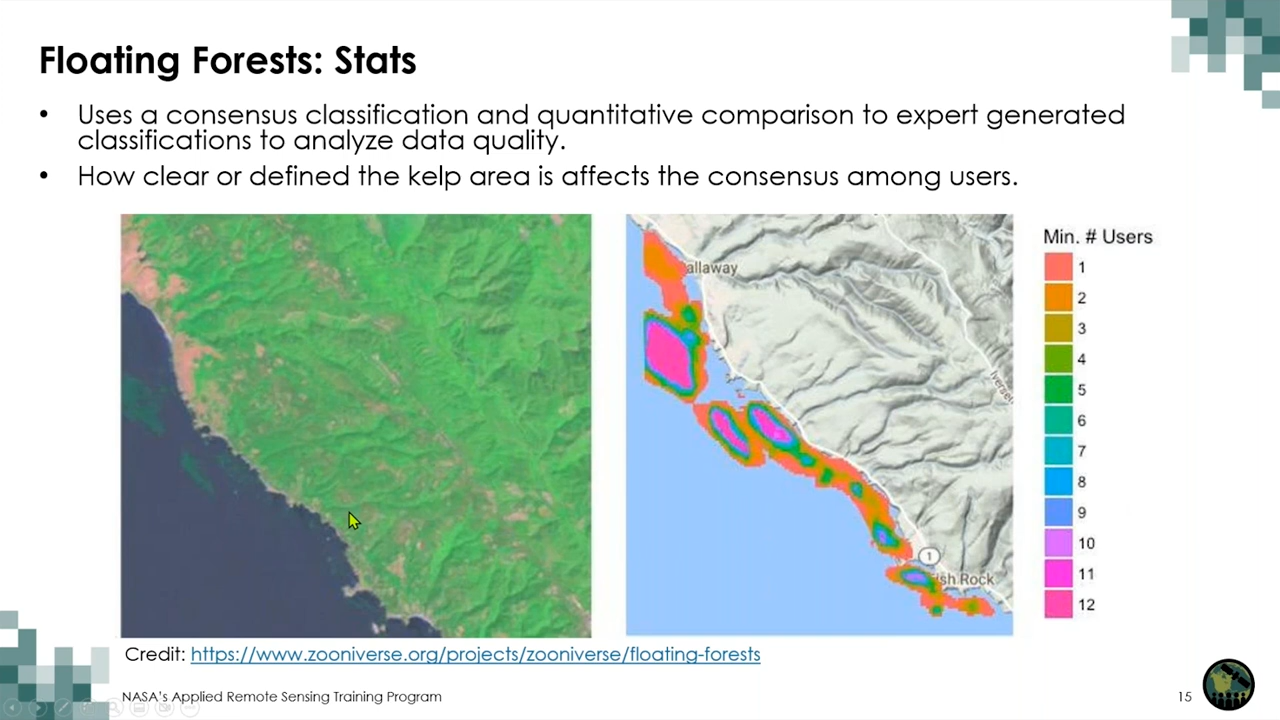 Floating Forests: Stats
• Uses a consensus classification and quantitative comparison to expert generated
classifications to analyze data quality.
• How clear or defined the kelp area is affects the consensus among users.
allaway
Iversen
1
ish Rock
Min. # Users
1
2
3
4
5
6
7
8
9
10
11
12
Credit: https://www.zooniverse.org/projects/zooniverse/floating-forests
NASA's Applied Remote Sensing Training Program
15